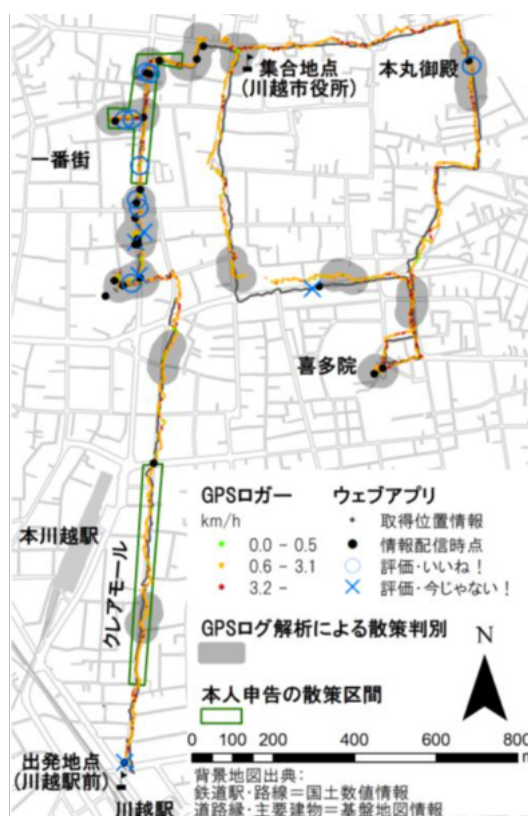 集合地点
(川越市役所)
本丸御殿
一番街
喜多院
本川越駅
クレアモール
出発地点
(川越駅前)
川越駅
GPSロガー
km/h
0.0 - 0.5
0.6 - 3.1
3.2 -
ウェブアプリ
取得位置情報
情報配信時点
評価・いいね！
評価・今じゃない！
GPSログ解析による散策判別
本人申告の散策区間
N
0 100 200 400 600 800
m
背景地図出典：
鉄道駅・路線＝国土数値情報
道路縁・主要建物＝基盤地図情報